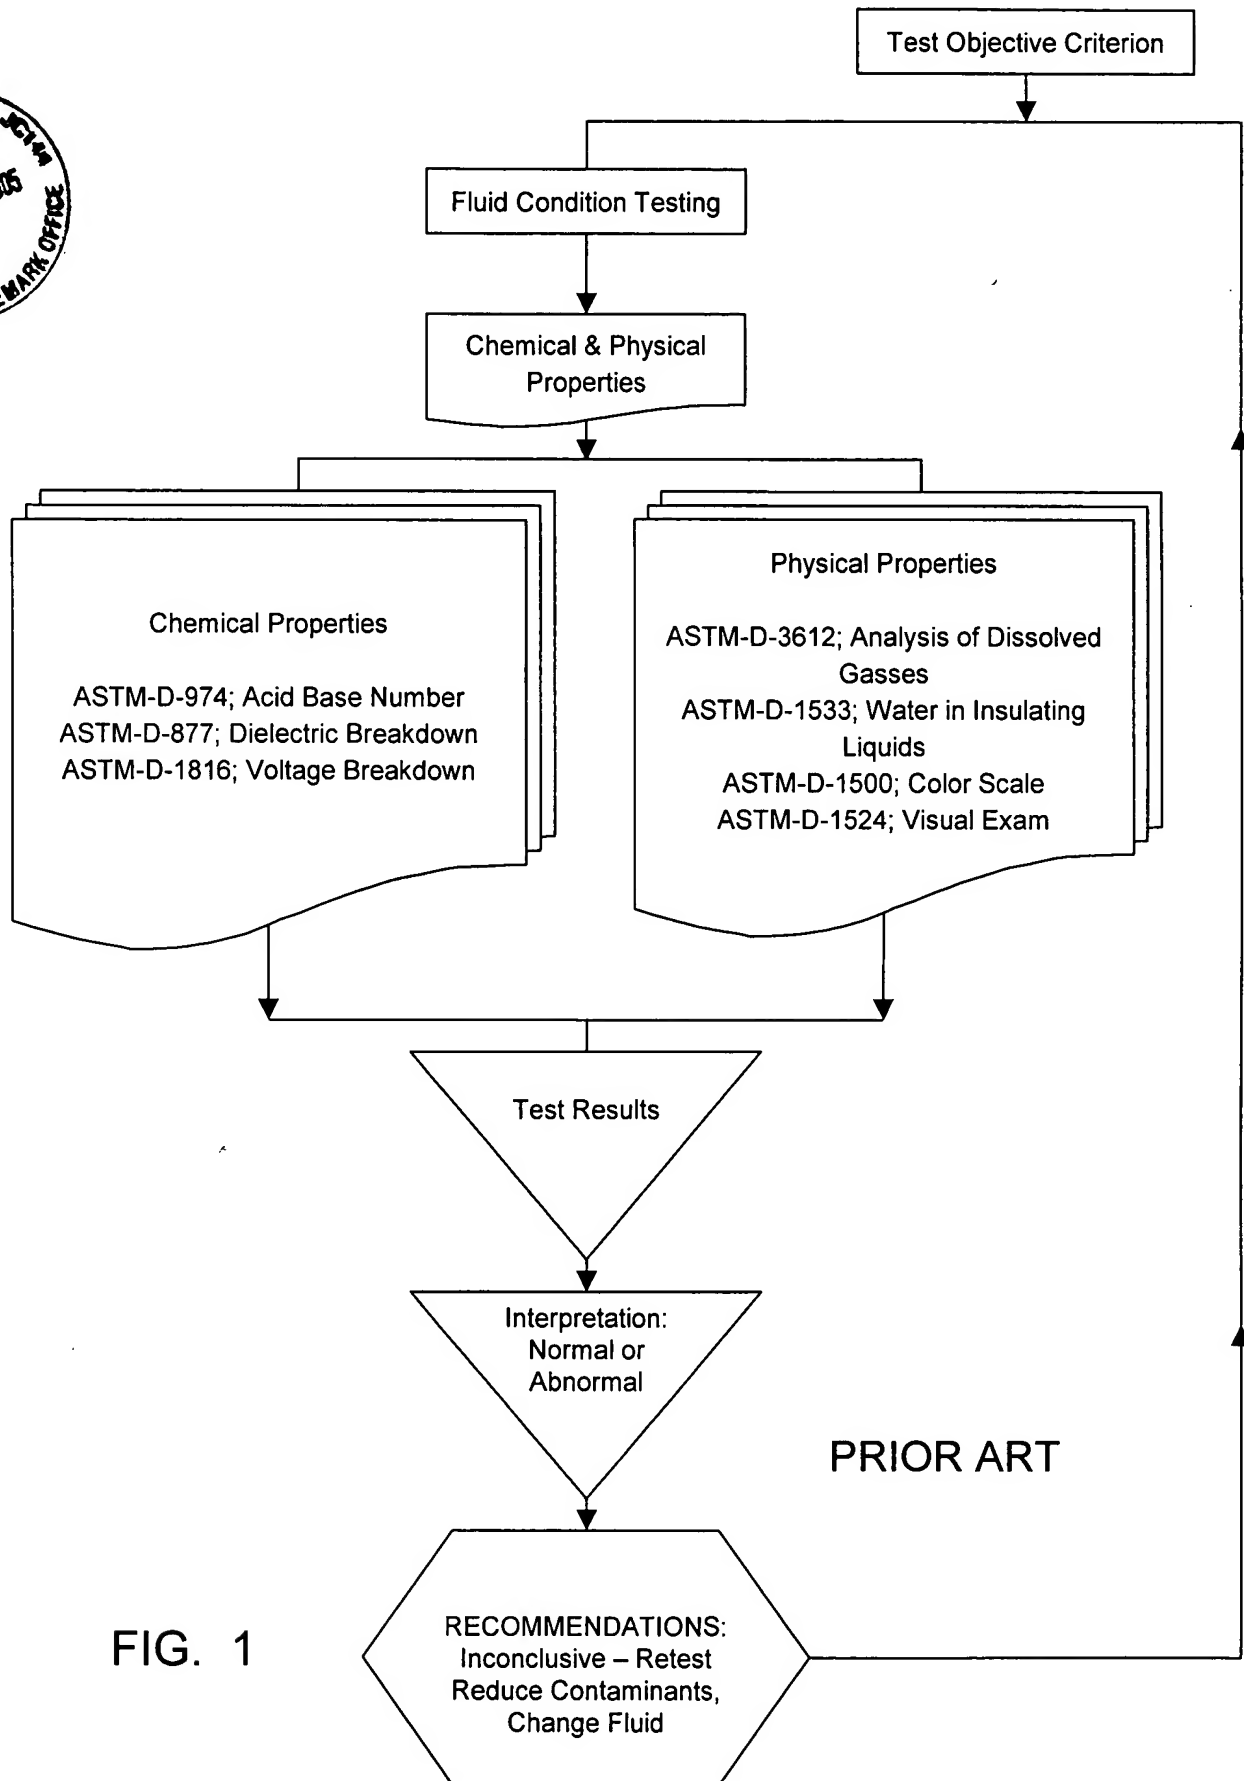 Test Objective Criterion
JC144
MARK OFFICE
Fluid Condition Testing
Chemical & Physical
Properties
Chemical Properties
ASTM-D-974; Acid Base Number
ASTM-D-877; Dielectric Breakdown
ASTM-D-1816; Voltage Breakdown
Physical Properties
ASTM-D-3612; Analysis of Dissolved
Gasses
ASTM-D-1533; Water in Insulating
Liquids
ASTM-D-1500; Color Scale
ASTM-D-1524; Visual Exam
Test Results
Interpretation:
Normal or
Abnormal
PRIOR ART
FIG. 1
RECOMMENDATIONS:
Inconclusive – Retest
Reduce Contaminants,
Change Fluid